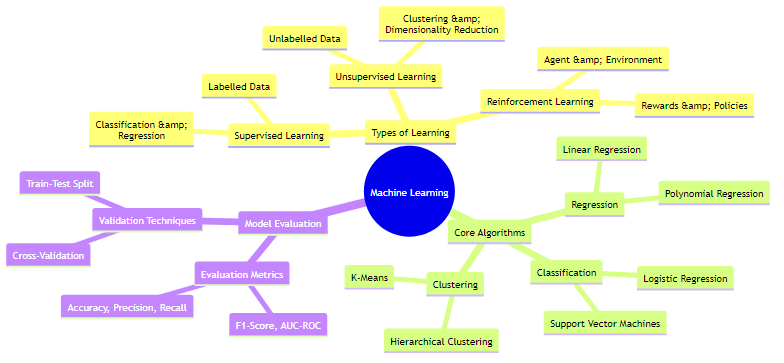 Clustering &amp;
Dimensionality Reduction
Unlabelled Data
Agent &amp; Environment
Unsupervised Learning
Labelled Data
Reinforcement Learning
Rewards &amp; Policies
Classification &amp;
Regression
Supervised Learning
Types of Learning
Linear Regression
Train-Test Split
Machine Learning
Polynomial Regression
Regression
Validation Techniques
Model Evaluation
Core Algorithms
Cross-Validation
Evaluation Metrics
K-Means
Clustering
Classification
Logistic Regression
Accuracy, Precision, Recall
F1-Score, AUC-ROC
Support Vector Machines
Hierarchical Clustering